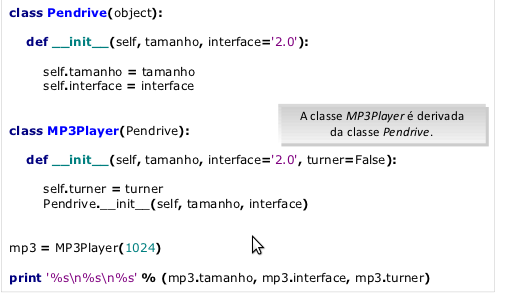 class Pendrive(object):
def __init__(self, tamanho, interface='2.0'):
self.tamanho = tamanho
self.interface = interface
A classe MP3Player é derivada
da classe Pendrive.
class MP3Player(Pendrive):
def __init__(self, tamanho, interface='2.0', turner=False):
self.turner = turner
Pendrive.__init__(self, tamanho, interface)
mp3 = MP3Player(1024)
print '%s\n%s\n%s' % (mp3.tamanho, mp3.interface, mp3.turner)